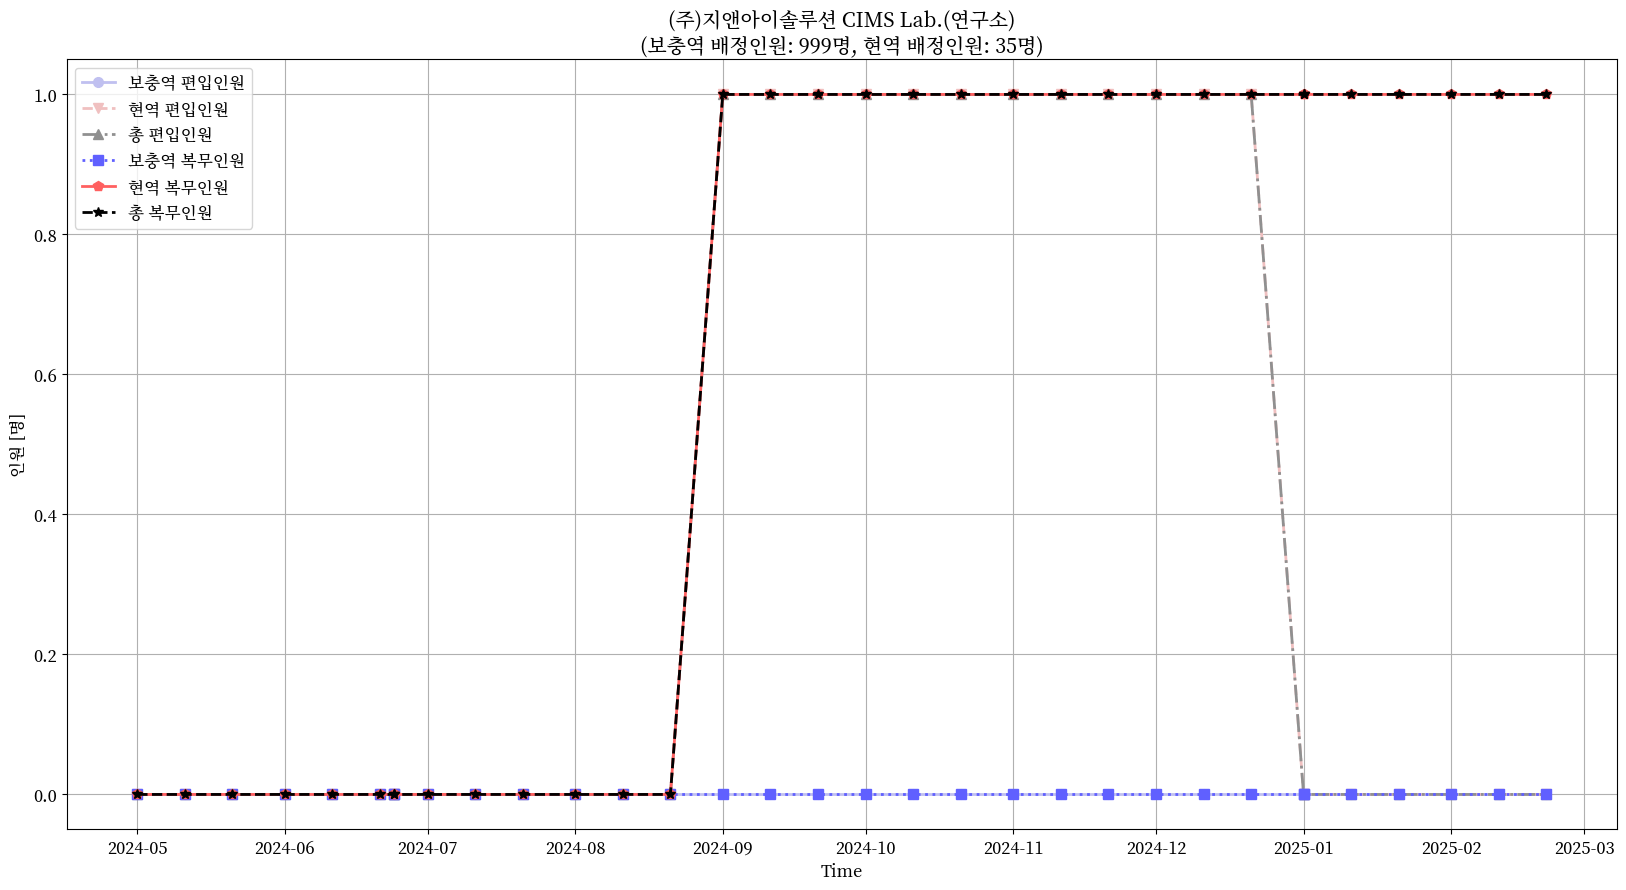 (주)지앤아이솔루션 CIMS Lab.(연구소)
(보충역 배정인원: 999명, 현역 배정인원: 35명)
보충역 편입인원
현역 편입인원
총 편입인원
보충역 복무인원
현역 복무인원
총 복무인원
1.0
0.8
0.6
0.4
0.2
0.0
인원 [명]
2024-05
2024-06
2024-07
2024-08
2024-09
2024-10
2024-11
2024-12
2025-01
2025-02
2025-03
Time